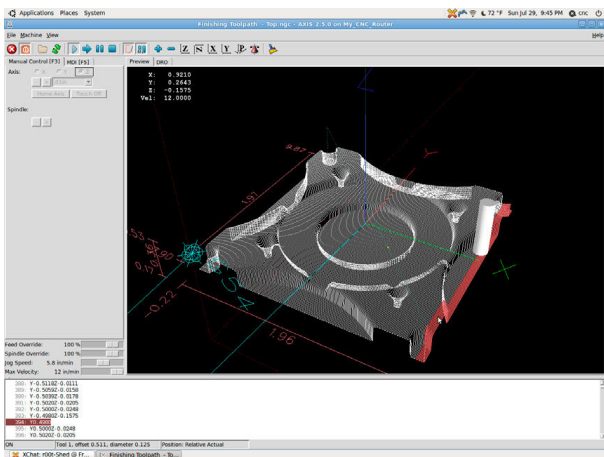 Applications Places System
72 °F Sun Jul 29, 9:45 PM cnc
Finishing Toolpath - Top.ngc - AXIS 2.5.0 on My_CNC_Router
File Machine View Help
Manual Control [F3] MDI [F5] Preview DRO
Axis: X Y Z
Home Axis Touch Off
Spindle:
X: 0.9210
Y: 0.2643
Z: -0.1575
Vel: 12.0000
-0.22
1.96
Feed Override: 100 %
Spindle Override: 100 %
Jog Speed: 5.8 in/min
Max Velocity: 12 in/min
388: Y-0.5118Z-0.0111
389: Y-0.5059Z-0.0158
390: Y-0.5039Z-0.0178
391: Y-0.5020Z-0.0205
392: Y-0.5000Z-0.0248
393: Y-0.4980Z-0.1575
394: Y0.4980
395: Y0.5000Z-0.0248
396: Y0.5020Z-0.0205
ON Tool 1, offset 0.511, diameter 0.125 Position: Relative Actual
XChat: r00t-Shed @ Fr... Finishing Toolpath - To...